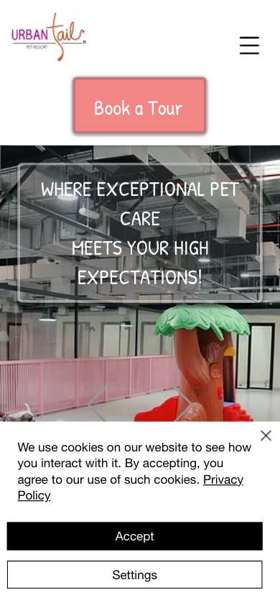 URBAN tails
PET RESORT
Book a Tour
WHERE EXCEPTIONAL PET
CARE
MEETS YOUR HIGH
EXPECTATIONS!
We use cookies on our website to see how
you interact with it. By accepting, you
agree to our use of such cookies. Privacy
Policy
Accept
Settings